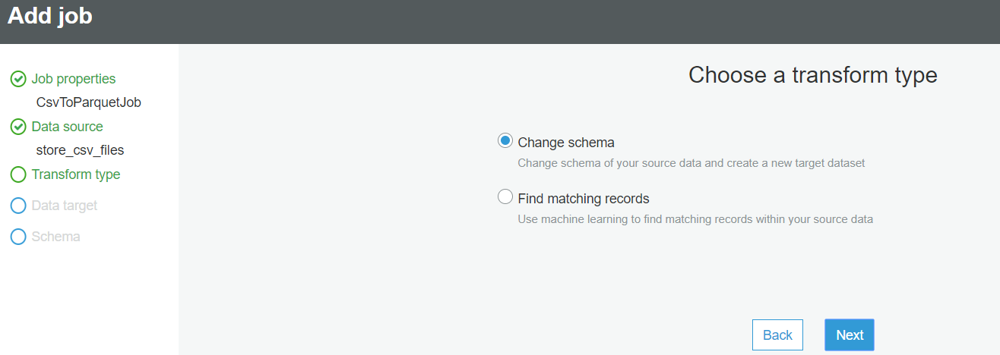 Add job
Job properties
CsvToParquetJob
Data source
store_csv_files
Transform type
Data target
Schema
Choose a transform type
Change schema
Change schema of your source data and create a new target dataset
Find matching records
Use machine learning to find matching records within your source data
Back
Next